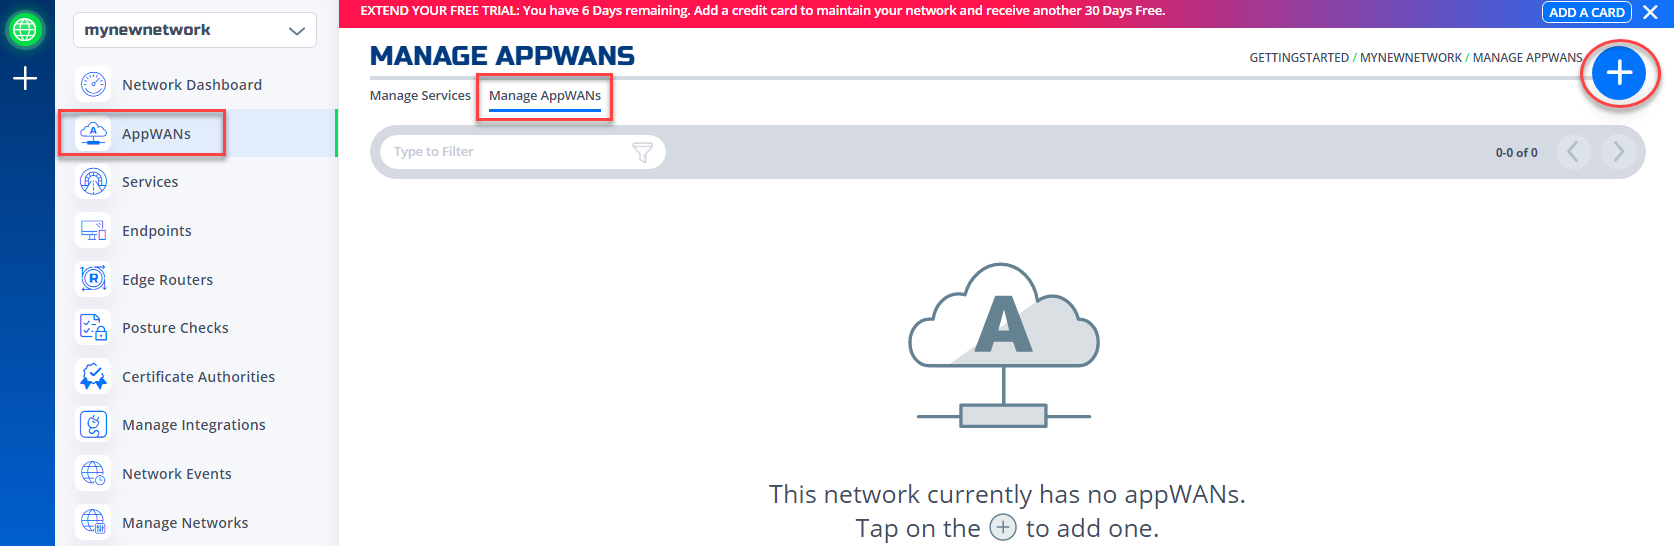 EXTEND YOUR FREE TRIAL: You have 6 Days remaining. Add a credit card to maintain your network and receive another 30 Days Free.
ADD A CARD
mynewnetwork
Network Dashboard
AppWANs
Services
Endpoints
Edge Routers
Posture Checks
Certificate Authorities
Manage Integrations
Network Events
Manage Networks
MANAGE APPWANS
GETTINGSTARTED / MYNEWNETWORK / MANAGE APPWANS
Manage Services Manage AppWANs
Type to Filter
0-0 of 0
A
This network currently has no appWANs.
Tap on the + to add one.